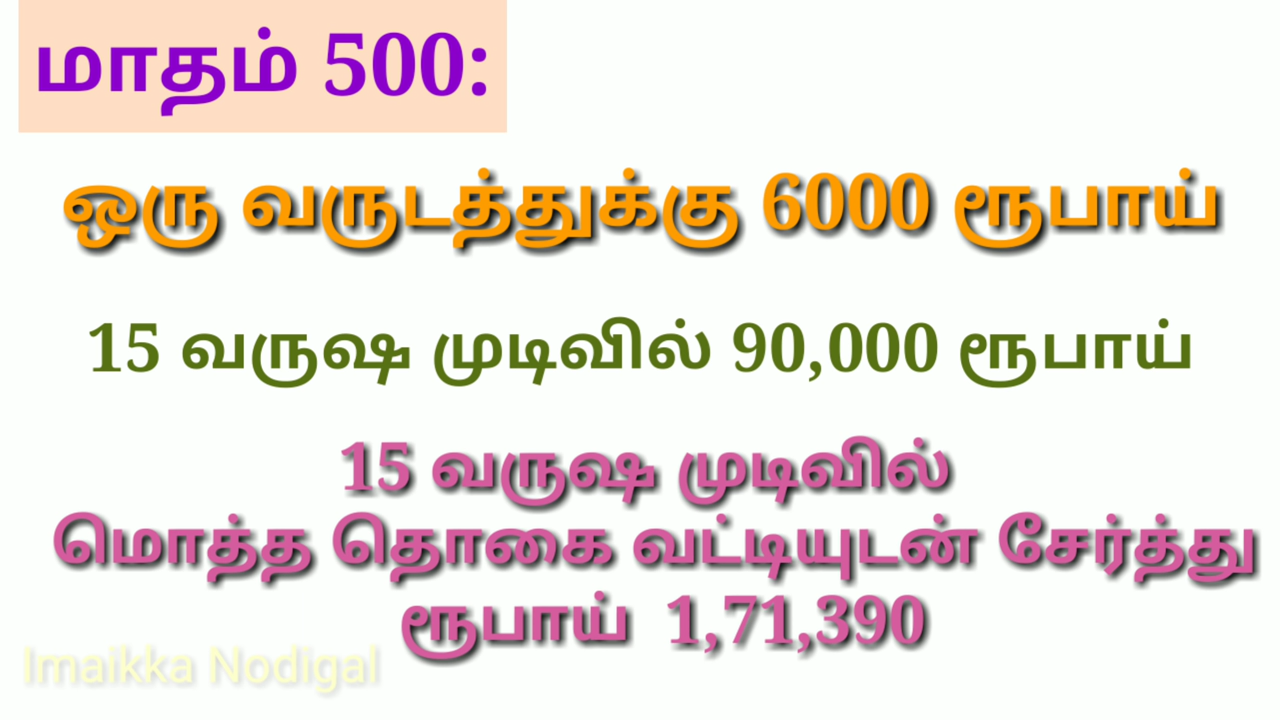 மாதம் 500:
ஒரு வருடத்துக்கு 6000 ரூபாய்
15 வருஷ முடிவில் 90,000 ரூபாய்
15 வருஷ முடிவில்
மொத்த தொகை வட்டியுடன் சேர்த்து
ரூபாய் 1,71,390
Imaikka Nodigal